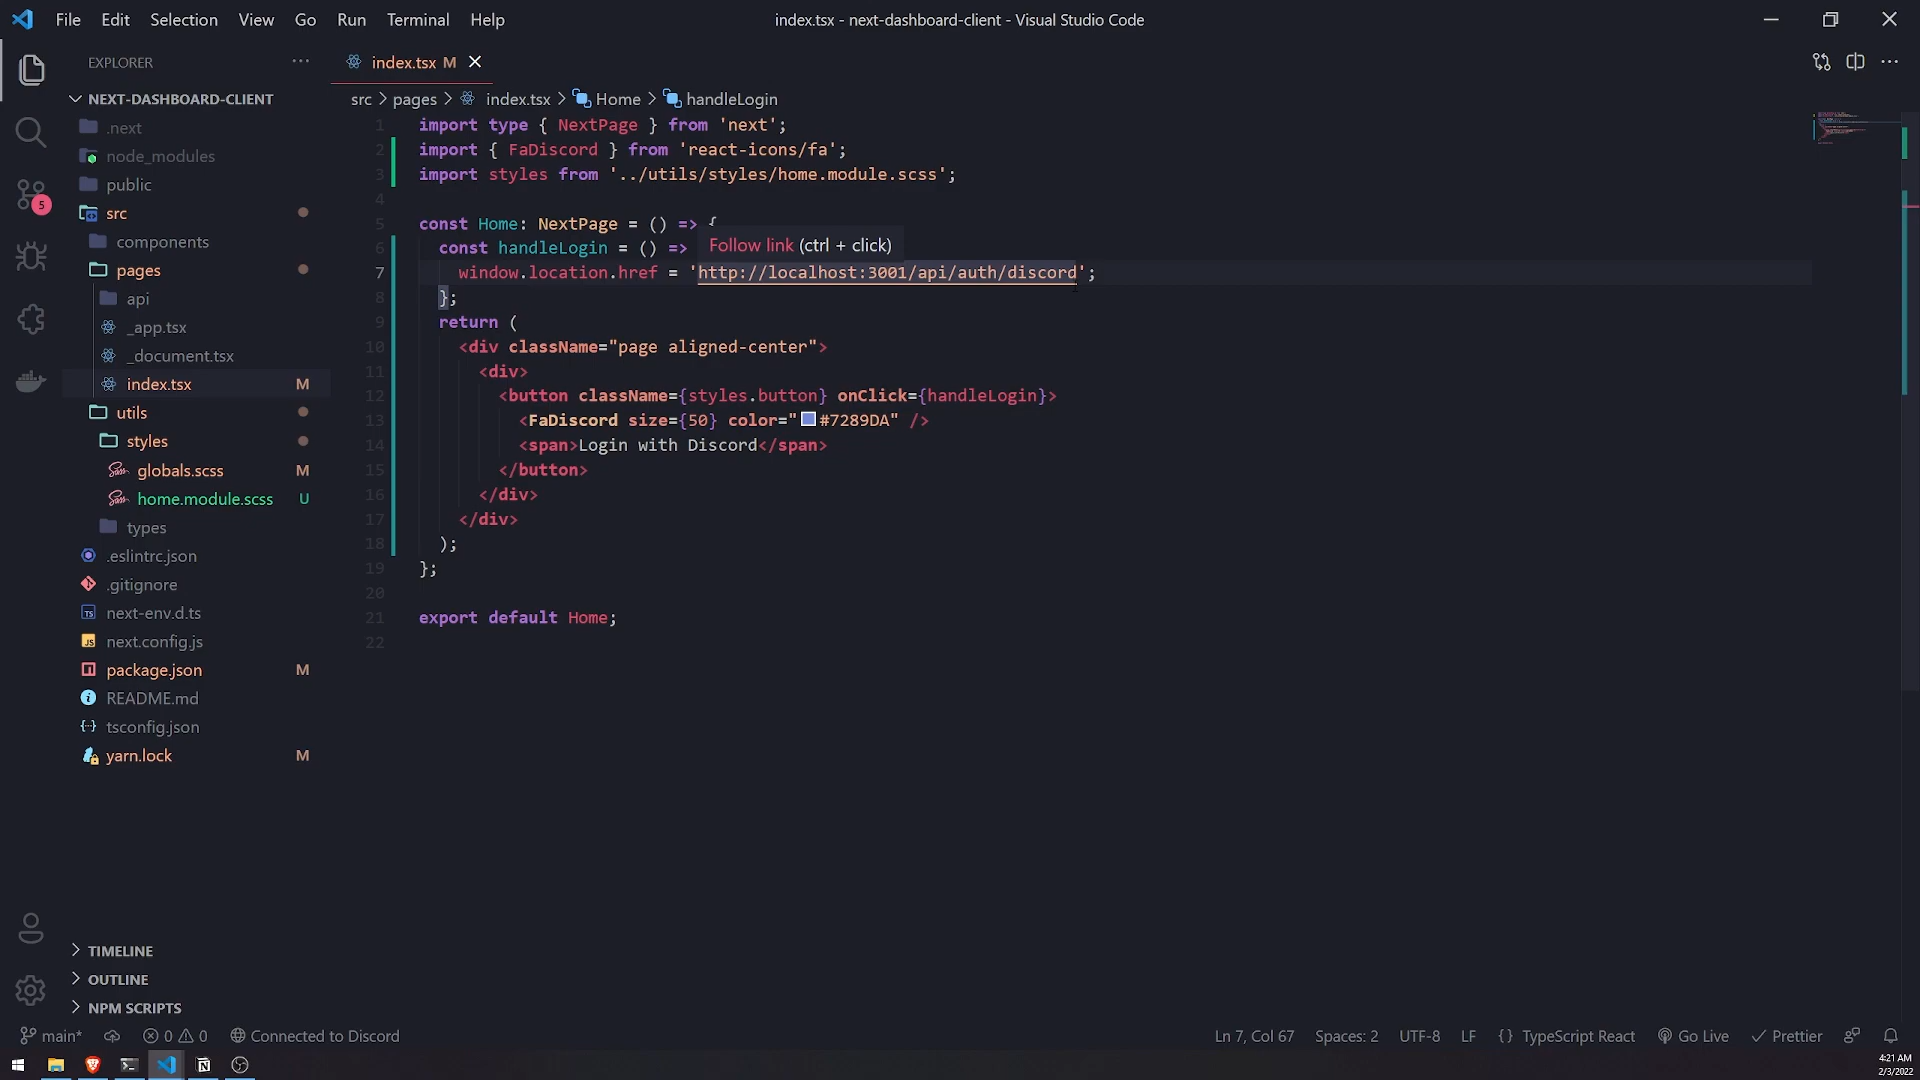 File Edit Selection View Go Run Terminal Help
index.tsx - next-dashboard-client - Visual Studio Code
EXPLORER
NEXT-DASHBOARD-CLIENT
.next
node_modules
public
src
components
pages
api
_app.tsx
_document.tsx
index.tsx M
utils
styles
globals.scss M
home.module.scss U
types
.eslintrc.json
.gitignore
next-env.d.ts
next.config.js
package.json M
README.md
tsconfig.json
yarn.lock M
TIMELINE
OUTLINE
NPM SCRIPTS
5
index.tsx M
src > pages > index.tsx > Home > handleLogin
1 import type { NextPage } from 'next';
2 import { FaDiscord } from 'react-icons/fa';
3 import styles from '../utils/styles/home.module.scss';
4
5 const Home: NextPage = () => {
6 const handleLogin = () =>
Follow link (ctrl + click)
7 window.location.href = 'http://localhost:3001/api/auth/discord';
8 };
9 return (
10 <div className="page aligned-center">
11 <div>
12 <button className={styles.button} onClick={handleLogin}>
13 <FaDiscord size={50} color="#7289DA" />
14 <span>Login with Discord</span>
15 </button>
16 </div>
17 </div>
18 );
19 };
20
21 export default Home;
22
main* 0 0 Connected to Discord
Ln 7, Col 67 Spaces: 2 UTF-8 LF {} TypeScript React Go Live Prettier
4:21 AM
2/3/2022